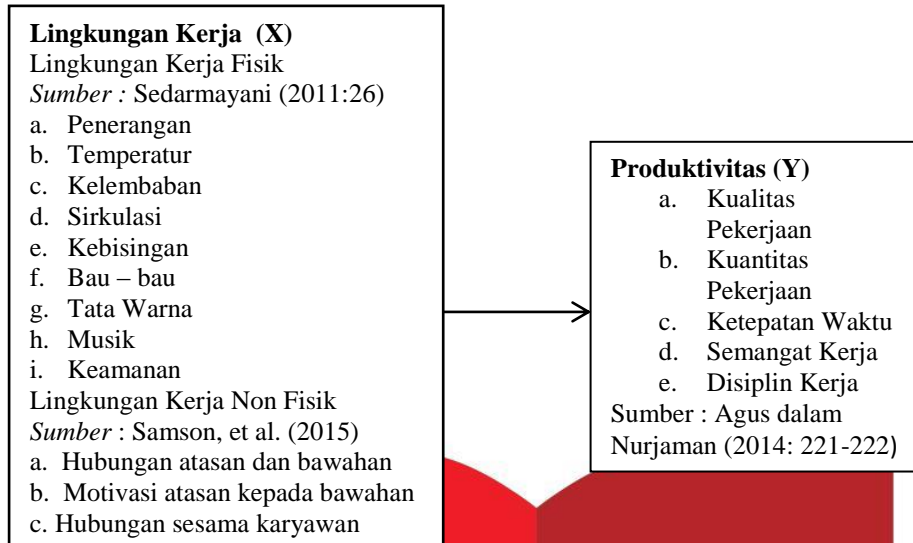 Lingkungan Kerja (X)
Lingkungan Kerja Fisik
Sumber : Sedarmayani (2011:26)
a. Penerangan
b. Temperatur
c. Kelembaban
d. Sirkulasi
e. Kebisingan
f. Bau – bau
g. Tata Warna
h. Musik
i. Keamanan
Lingkungan Kerja Non Fisik
Sumber : Samson, et al. (2015)
a. Hubungan atasan dan bawahan
b. Motivasi atasan kepada bawahan
c. Hubungan sesama karyawan
Produktivitas (Y)
a. Kualitas
Pekerjaan
b. Kuantitas
Pekerjaan
c. Ketepatan Waktu
d. Semangat Kerja
e. Disiplin Kerja
Sumber : Agus dalam
Nurjaman (2014: 221-222)